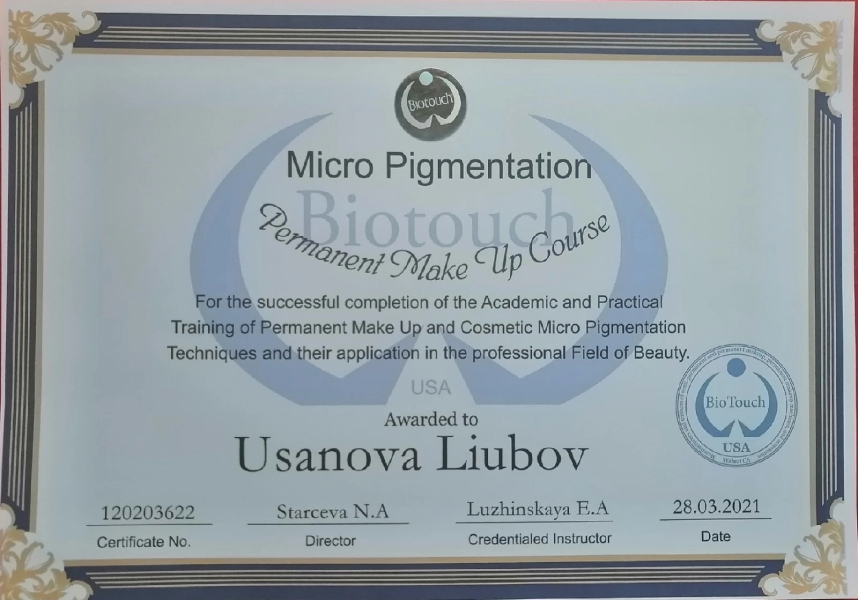 Biotouch
Micro Pigmentation
Biotouch
Permanent Make Up Course
For the successful completion of the Academic and Practical
Training of Permanent Make Up and Cosmetic Micro Pigmentation
Techniques and their application in the professional Field of Beauty.
USA
BioTouch
USA
Walnut CA
Awarded to
Usanova Liubov
120203622 Starceva N.A Luzhinskaya E.A 28.03.2021
Certificate No. Director Credentialed Instructor Date